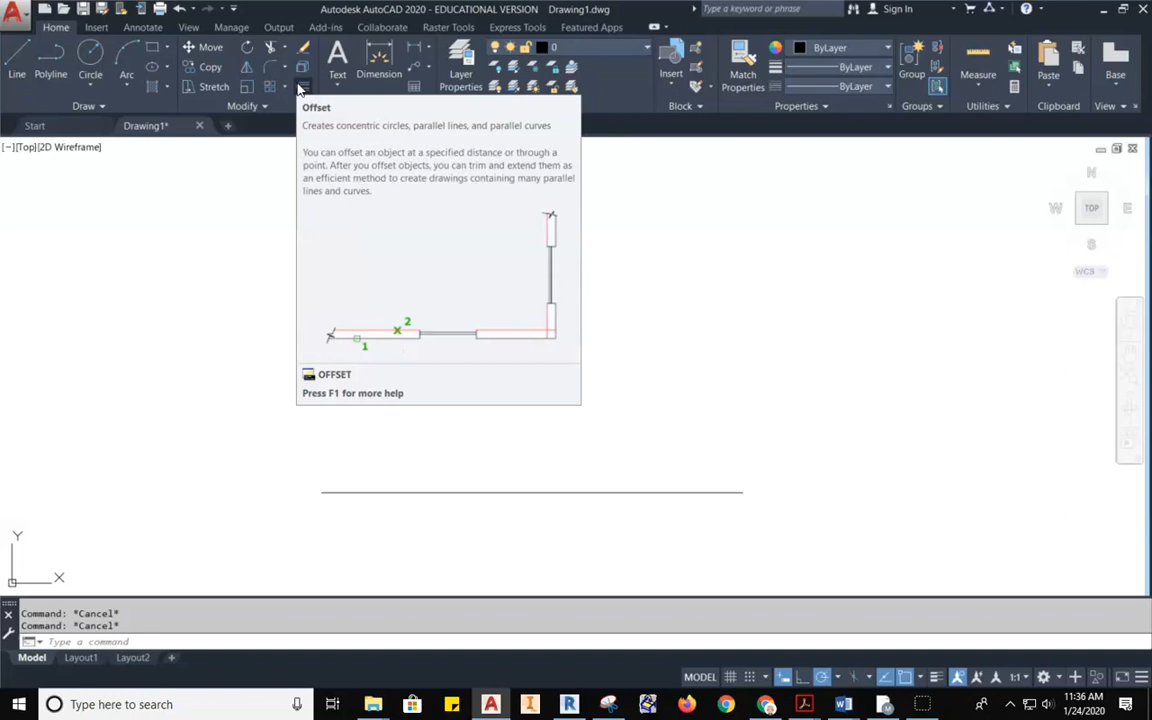 Autodesk AutoCAD 2020 - EDUCATIONAL VERSION Drawing1.dwg
Type a keyword or phrase
Sign In
Home Insert Annotate View Manage Output Add-ins Collaborate Raster Tools Express Tools Featured Apps
Line Polyline Circle Arc
Move
Copy
Stretch
Text Dimension
Layer
Properties
0
Insert
Match
Properties
ByLayer
ByLayer
ByLayer
Group
Measure
Paste
Base
Draw
Modify
Block
Properties
Groups
Utilities
Clipboard
View
Start
Drawing1*
[−][Top][2D Wireframe]
Offset
Creates concentric circles, parallel lines, and parallel curves
You can offset an object at a specified distance or through a
point. After you offset objects, you can trim and extend them as
an efficient method to create drawings containing many parallel
lines and curves.
2
1
OFFSET
Press F1 for more help
N
W TOP E
S
WCS
Y
X
Command: *Cancel*
Command: *Cancel*
Type a command
Model Layout1 Layout2
MODEL
1:1
Type here to search
11:36 AM
1/24/2020